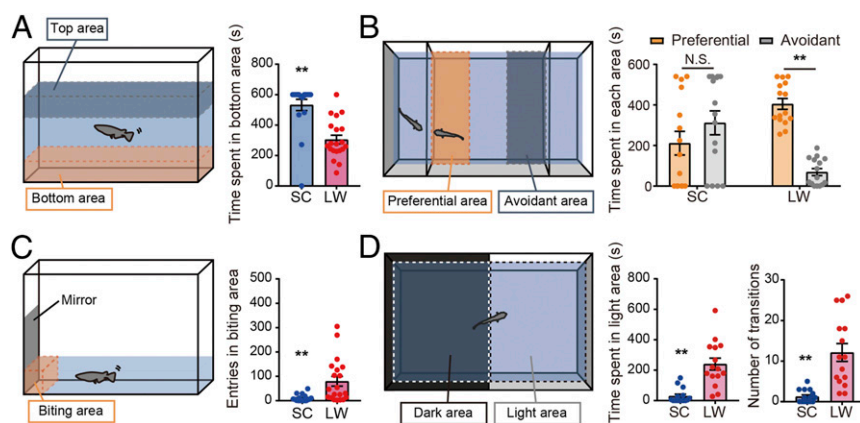 A
Top area
Bottom area
Time spent in bottom area (s)
800
600
400
200
0
**
SC
LW
B
Preferential area
Avoidant area
Preferential
Avoidant
Time spent in each area (s)
600
400
200
0
N.S.
**
SC
LW
C
Mirror
Biting area
Entries in biting area
500
400
300
200
100
0
**
SC
LW
D
Dark area
Light area
Time spent in light area (s)
800
600
400
200
0
**
SC
LW
Number of transitions
30
20
10
0
**
SC
LW